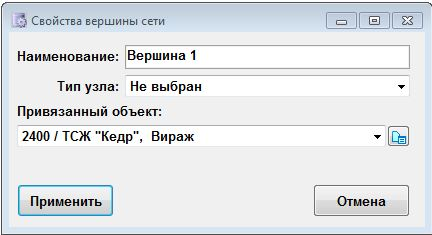 Свойства вершины сети
Наименование: Вершина 1
Тип узла: Не выбран
Привязанный объект:
2400 / ТСЖ "Кедр", Вираж
Применить Отмена